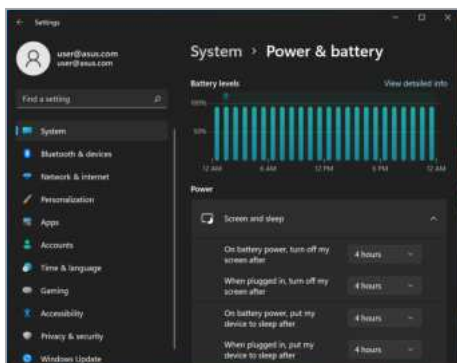 Settings
user@asus.com
user@asus.com
Find a setting
System
Bluetooth & devices
Network & internet
Personalization
Apps
Accounts
Time & language
Gaming
Accessibility
Privacy & security
Windows Update
System > Power & battery
Battery levels
View detailed info
100%
50%
12 AM
6 AM
12 PM
6 PM
12 AM
Power
Screen and sleep
On battery power, turn off my
screen after
4 hours
When plugged in, turn off my
screen after
4 hours
On battery power, put my
device to sleep after
4 hours
When plugged in, put my
device to sleep after
4 hours